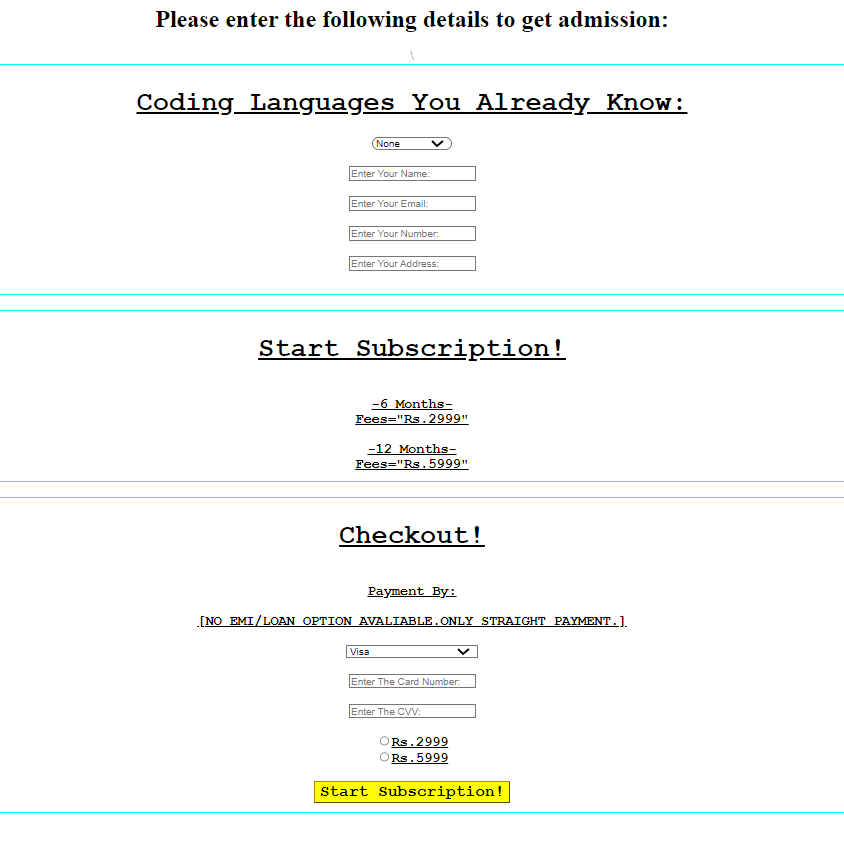 Please enter the following details to get admission:
\
Coding Languages You Already Know:
None
Enter Your Name:
Enter Your Email:
Enter Your Number:
Enter Your Address:
Start Subscription!
-6 Months-
Fees="Rs.2999"
-12 Months-
Fees="Rs.5999"
Checkout!
Payment By:
[NO EMI/LOAN OPTION AVALIABLE.ONLY STRAIGHT PAYMENT.]
Visa
Enter The Card Number:
Enter The CVV:
Rs.2999
Rs.5999
Start Subscription!